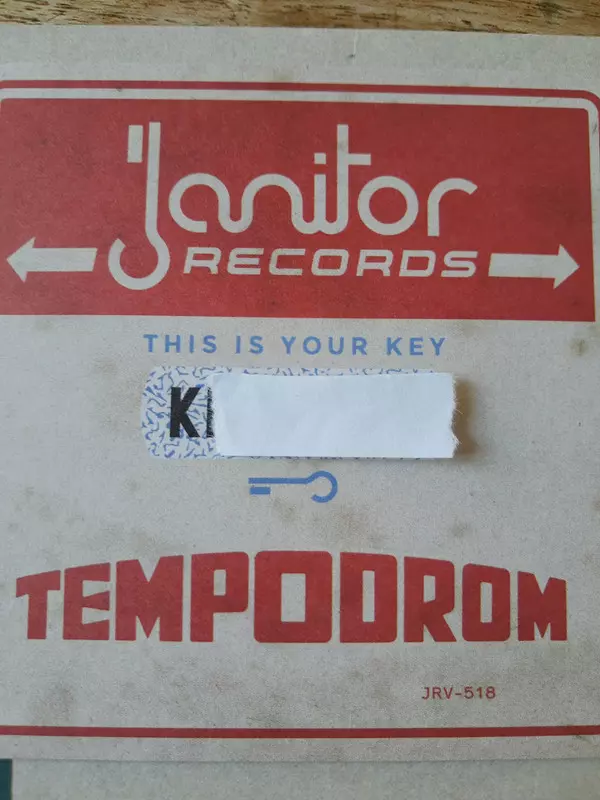 Janitor
RECORDS
THIS IS YOUR KEY
K
TEMPODROM
JRV-518